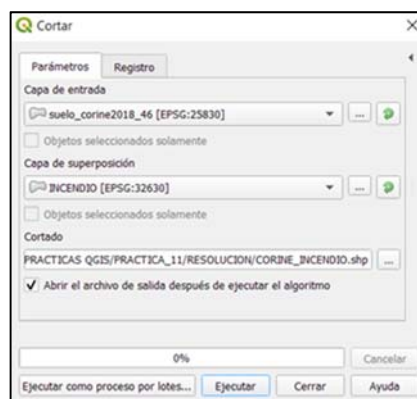 Cortar
Parámetros Registro
Capa de entrada
suelo_corine2018_46 [EPSG:25830]
...
Objetos seleccionados solamente
Capa de superposición
INCENDIO [EPSG:32630]
...
Objetos seleccionados solamente
Cortado
PRACTICAS QGIS/PRACTICA_11/RESOLUCION/CORINE_INCENDIO.shp ...
Abrir el archivo de salida después de ejecutar el algoritmo
0% Cancelar
Ejecutar como proceso por lotes... Ejecutar Cerrar Ayuda